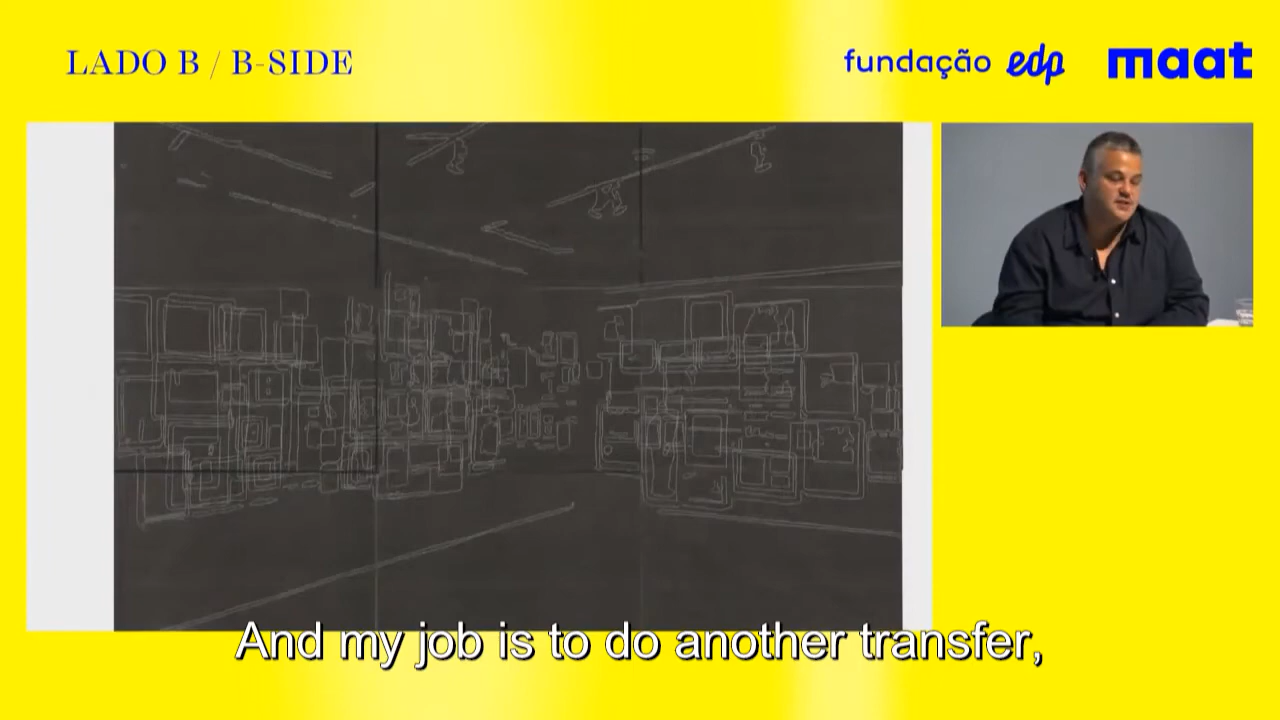 LADO B / B-SIDE
fundação edp
maat
And my job is to do another transfer,